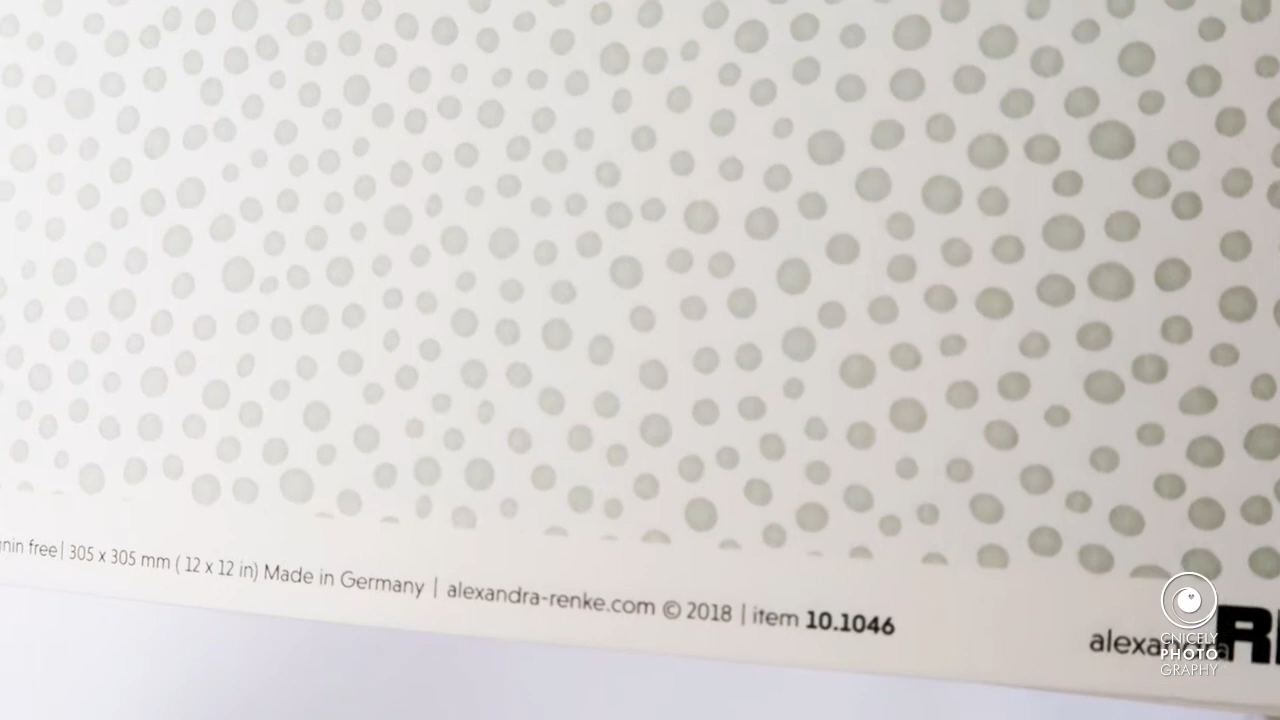 nin free | 305 x 305 mm ( 12 x 12 in) Made in Germany | alexandra-renke.com © 2018 | item 10.1046
CNICELY
PHOTO
GRAPHY